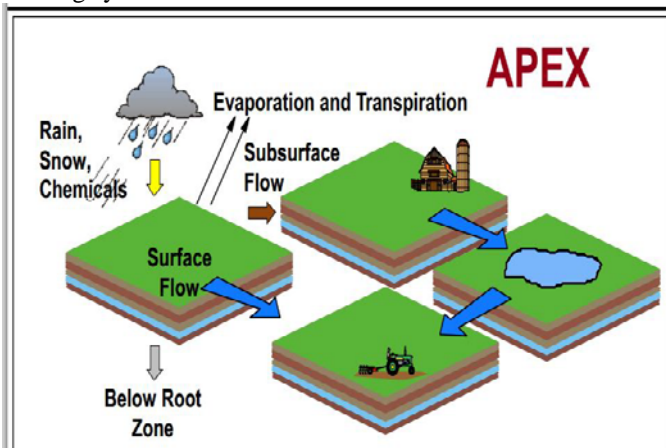 APEX
Evaporation and Transpiration
Rain,
Snow,
Chemicals
Subsurface
Flow
Surface
Flow
Below Root
Zone